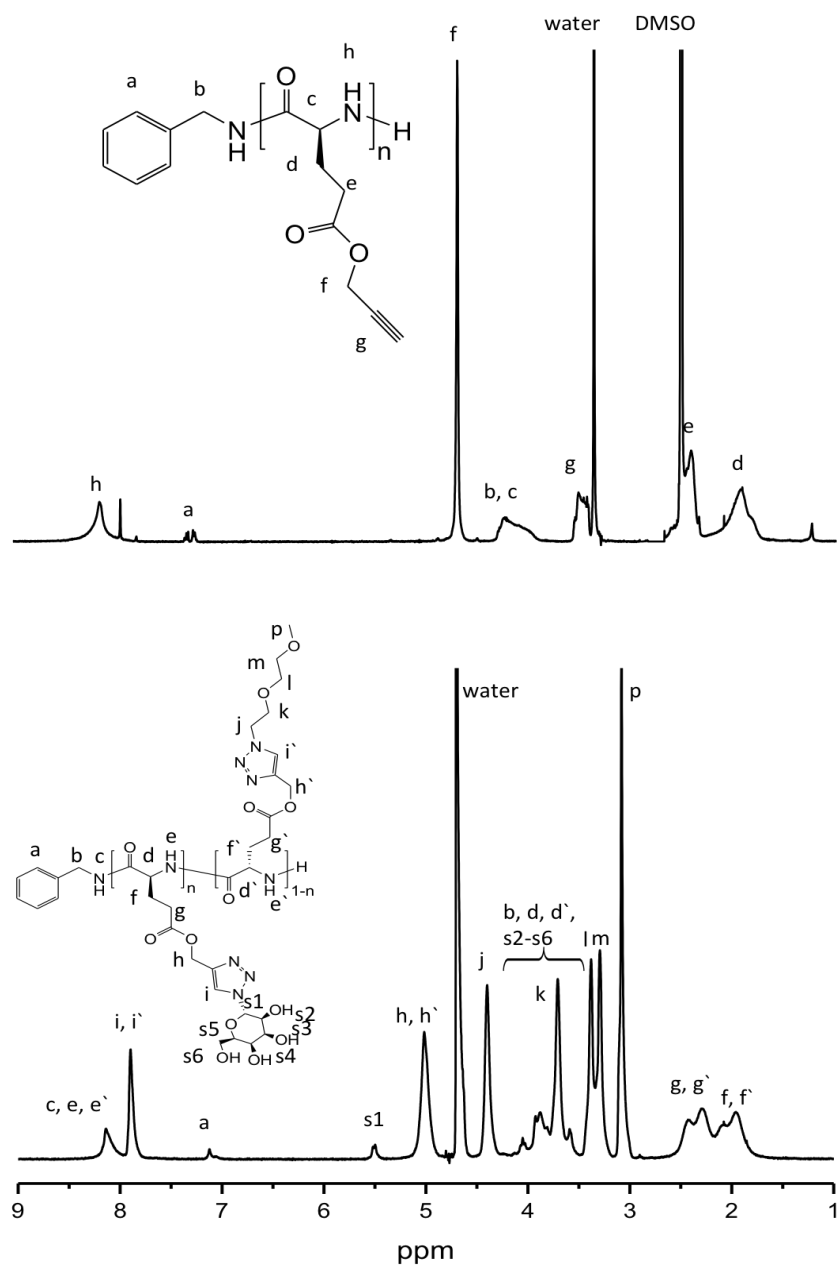 f
water
DMSO
h
a
b
O
H
N
c
N
H
H
n
d
e
O
O
f
g
h
a
b, c
g
e
d
p
O
m
l
O
k
j
N
N
N
i`
h`
O
O
g`
f`
a
b
c
N
H
O
d
e
H
N
n
f
g
O
d`
N
H
e`
H
1-n
O
O
h
i
N
N
N
s1
OH
s2
s3
OH
O
s5
s6
OH
OH
s4
c, e, e`
i, i`
a
s1
h, h`
water
j
b, d, d`,
s2-s6
k
l m
p
g, g`
f, f`
9 8 7 6 5 4 3 2 1
ppm